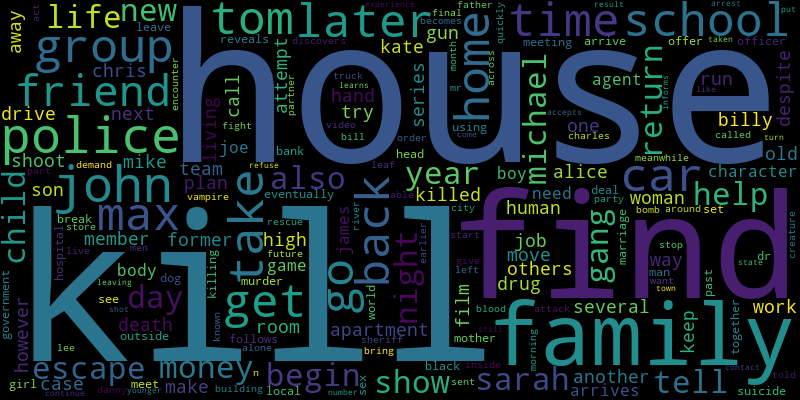 away
life
new
tom
later
time
school
act
father
final
becomes
quickly
result
arrest
put
experience
leave
reveals
discovers
meeting
arrive
offer
officer
taken
group
chris
encounter
attempt
kate
gun
house
home
across
month
mr
friend
truck
learns
partner
series
agent
run
like
despite
drive
next
call
hand
try
fight
video
bill
using
order
come
one
charles
accepts
informs
return
michael
billy
called
turn
meanwhile
police
living
joe
bank
head
old
character
shoot
mike
team
plan
eventually
leaf
able
year
boy
alice
need
deal
party
woman
car
help
son
part
demand
refuse
vampire
john
max
also
killed
human
bomb
around
set
child
break
store
member
former
take
high
rescue
future
game
james
river
back
city
earlier
start
job
move
gang
marriage
stop
way
dr
state
creature
hospital
live
men
body
dog
killing
murder
go
world
night
blood
give
left
others
drug
find
man
want
town
government
leaving
see
day
get
film
attack
several
past
work
kill
however
shot
death
outside
known
follows
alone
room
apartment
sheriff
mother
still
inside
morning
keep
together
family
lee
escape
money
begin
bring
black
sent
sarah
another
tell
contact
told
girl
case
meet
danny
make
n
building
sex
show
arrives
suicide
continue
younger
local
number